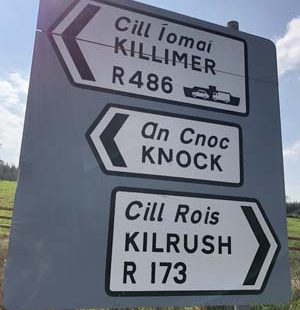 Cill Íomaí
KILLIMER
R486
an Cnoc
KNOCK
Cill Rois
KILRUSH
R 173